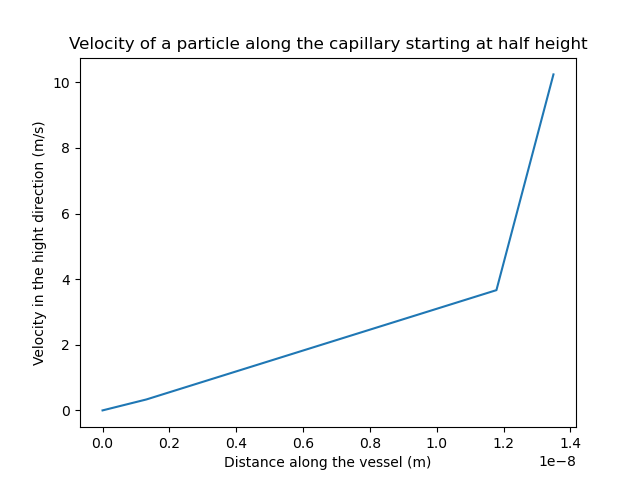 Velocity of a particle along the capillary starting at half height
10
8
6
4
2
0
Velocity in the hight direction (m/s)
0.0 0.2 0.4 0.6 0.8 1.0 1.2 1.4
1e−8
Distance along the vessel (m)